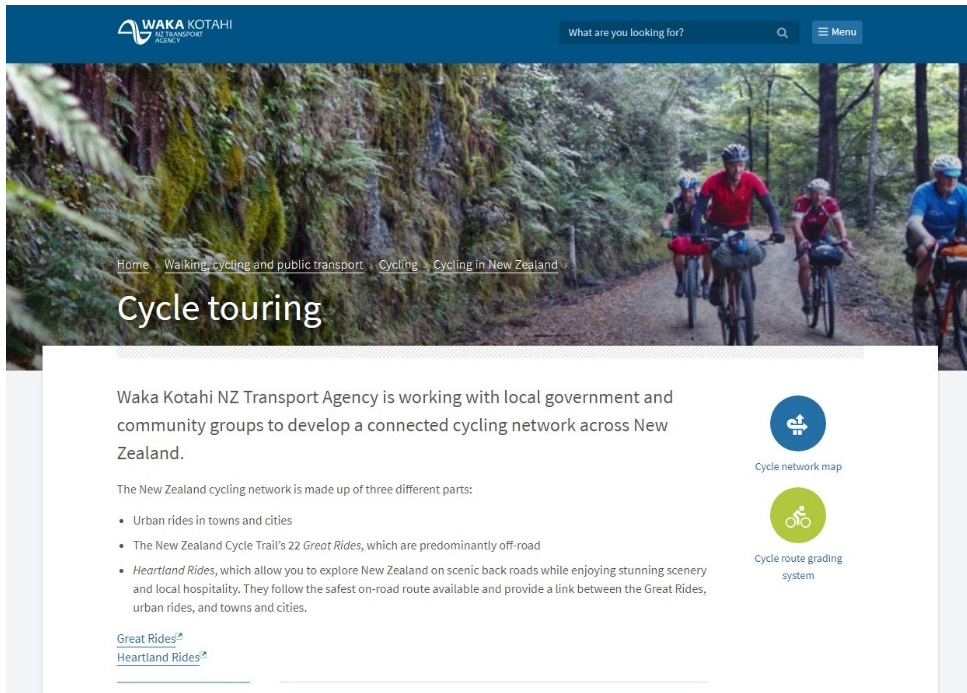 WAKA KOTAHI
NZ TRANSPORT
AGENCY
What are you looking for?
Menu
Home › Walking, cycling and public transport › Cycling › Cycling in New Zealand ›
Cycle touring
Waka Kotahi NZ Transport Agency is working with local government and
community groups to develop a connected cycling network across New
Zealand.
The New Zealand cycling network is made up of three different parts:
• Urban rides in towns and cities
• The New Zealand Cycle Trail's 22 Great Rides, which are predominantly off-road
• Heartland Rides, which allow you to explore New Zealand on scenic back roads while enjoying stunning scenery
and local hospitality. They follow the safest on-road route available and provide a link between the Great Rides,
urban rides, and towns and cities.
Great Rides
Heartland Rides
Cycle network map
Cycle route grading
system